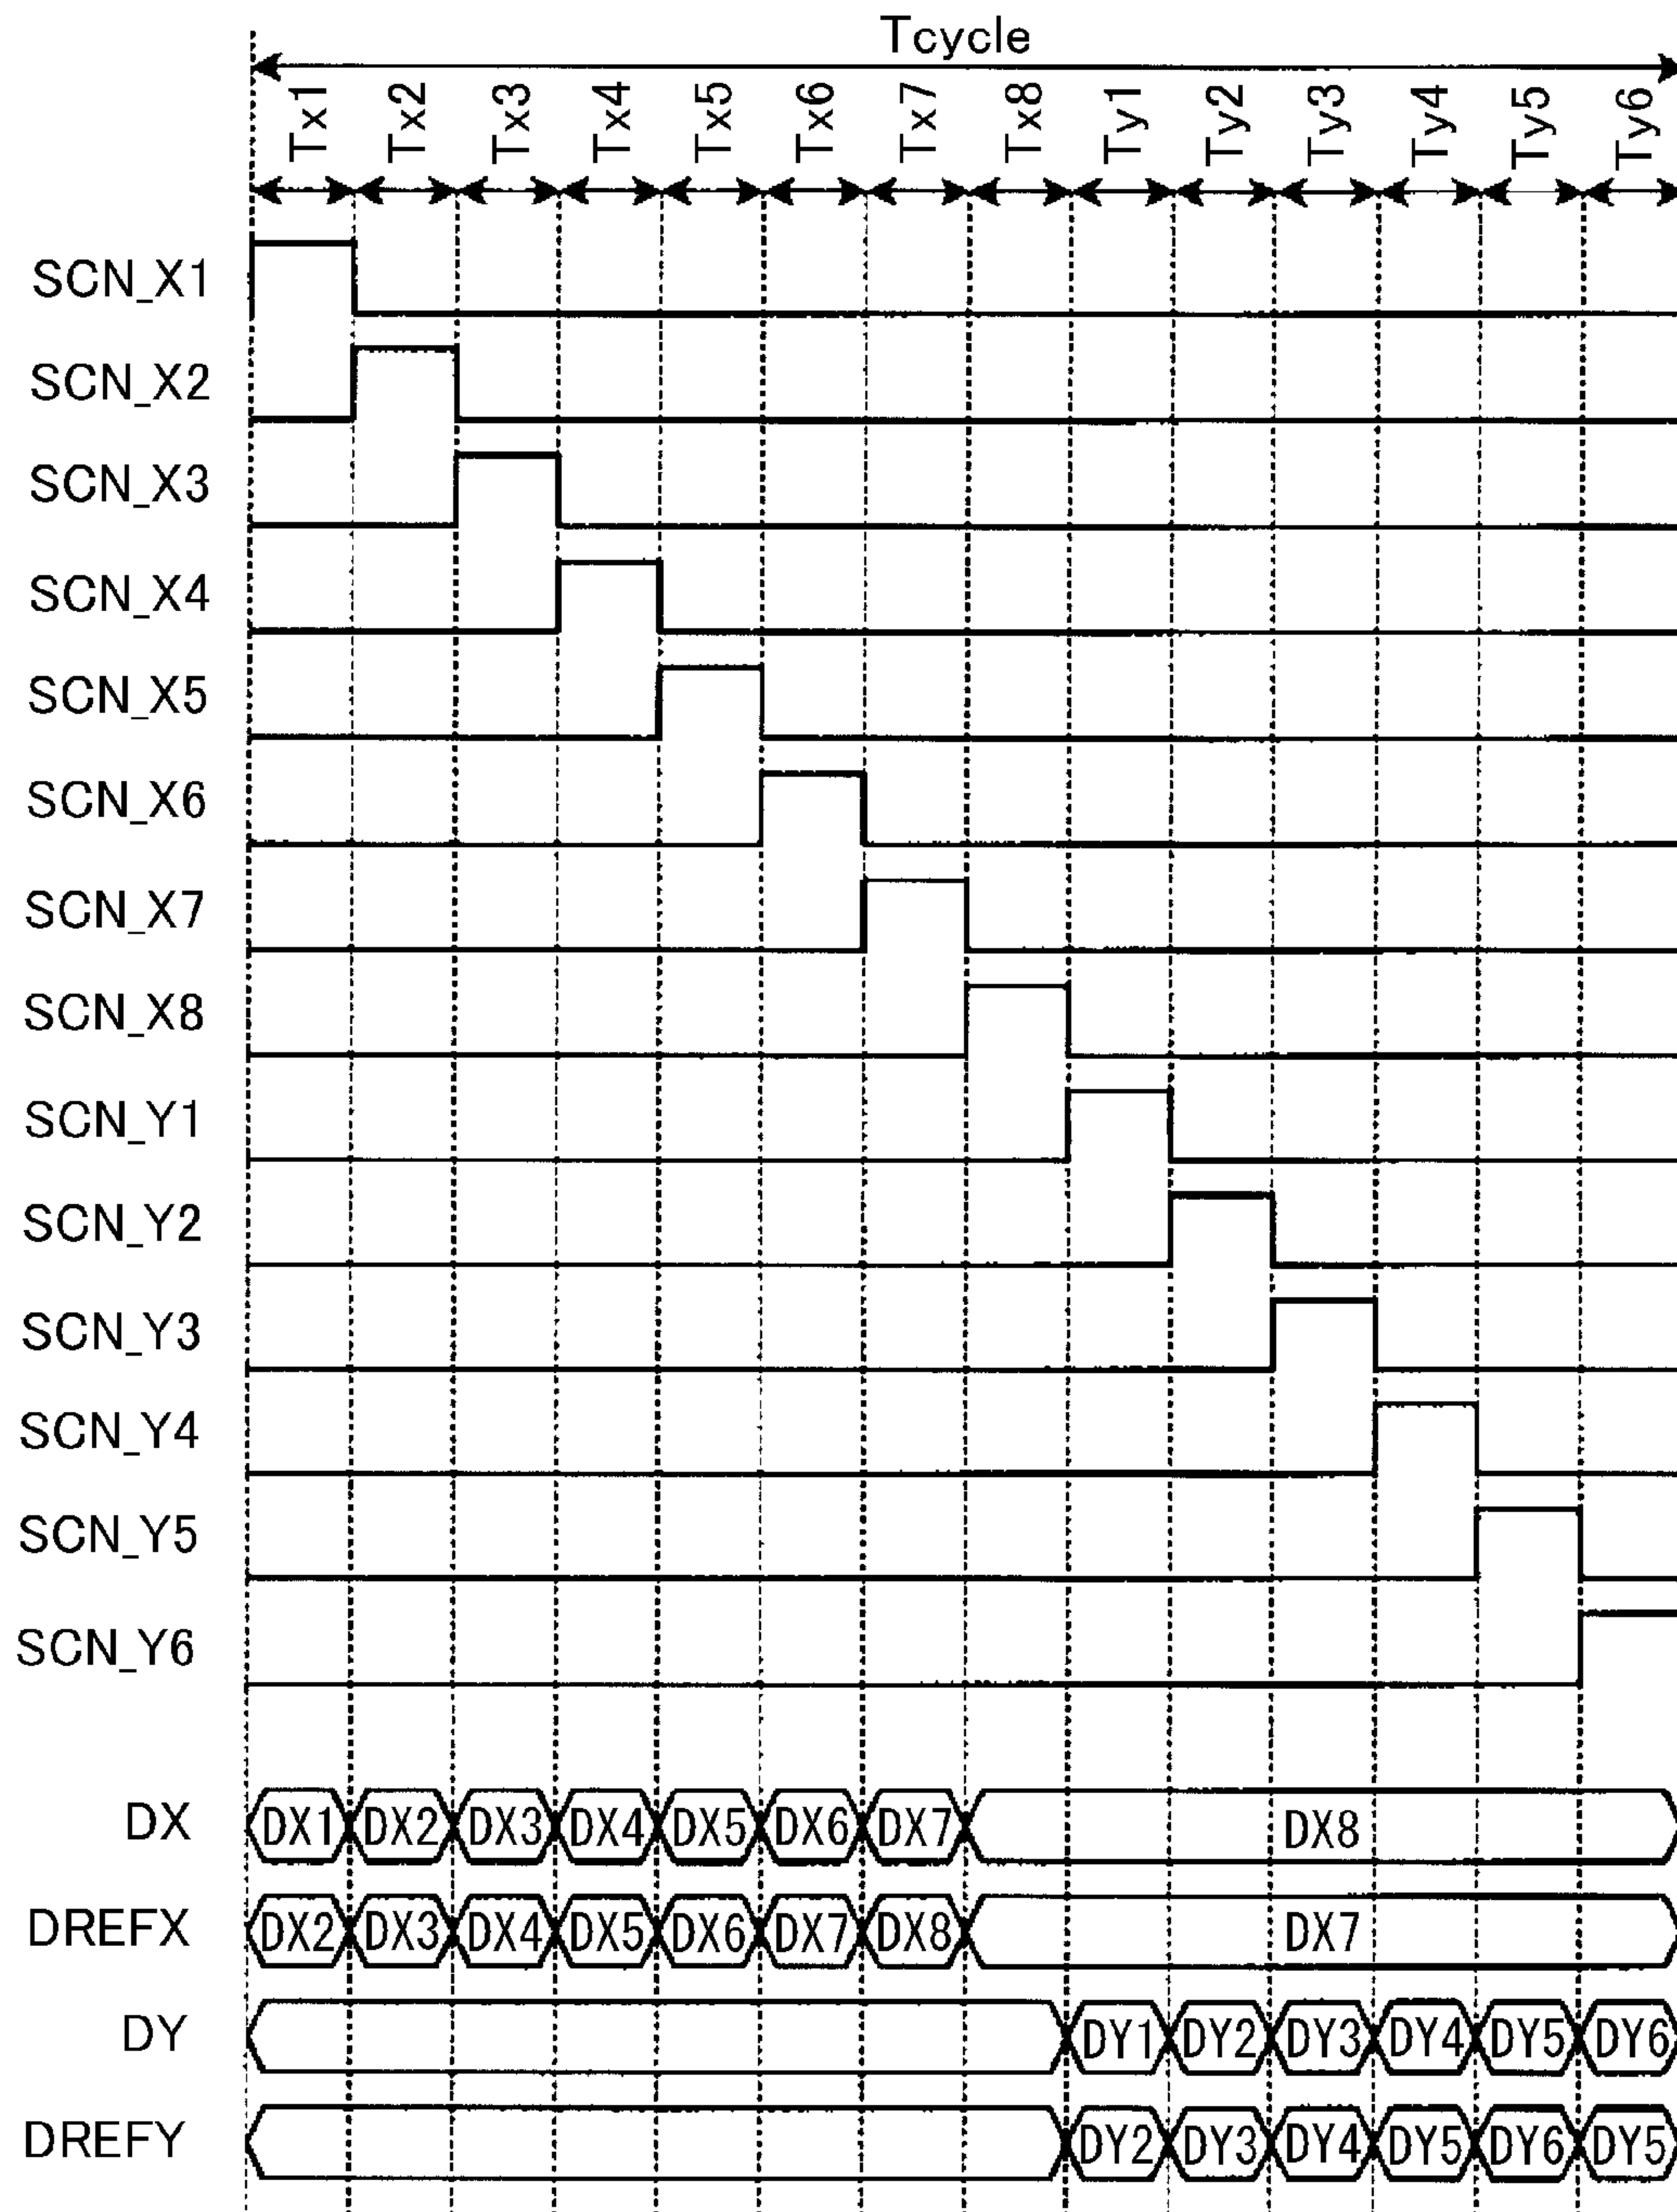 Tcycle
Tx1 Tx2 Tx3 Tx4 Tx5 Tx6 Tx7 Tx8 Ty1 Ty2 Ty3 Ty4 Ty5 Ty6
SCN_X1
SCN_X2
SCN_X3
SCN_X4
SCN_X5
SCN_X6
SCN_X7
SCN_X8
SCN_Y1
SCN_Y2
SCN_Y3
SCN_Y4
SCN_Y5
SCN_Y6
DX DX1 DX2 DX3 DX4 DX5 DX6 DX7 DX8
DREFX DX2 DX3 DX4 DX5 DX6 DX7 DX8 DX7
DY DY1 DY2 DY3 DY4 DY5 DY6
DREFY DY2 DY3 DY4 DY5 DY6 DY5